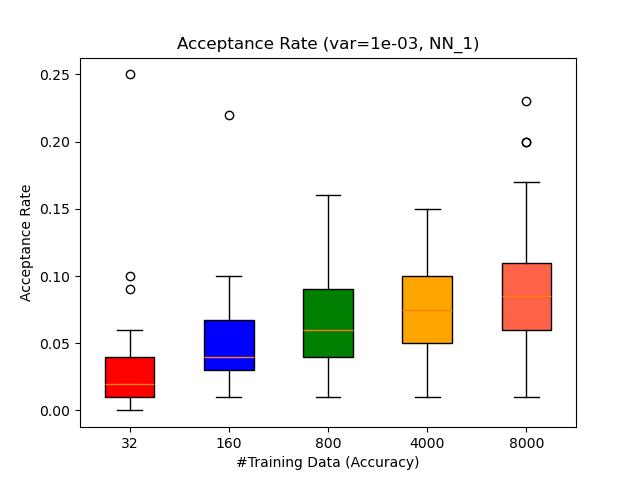 Acceptance Rate (var=1e-03, NN_1)
0.25
0.20
0.15
0.10
0.05
0.00
Acceptance Rate
32 160 800 4000 8000
#Training Data (Accuracy)